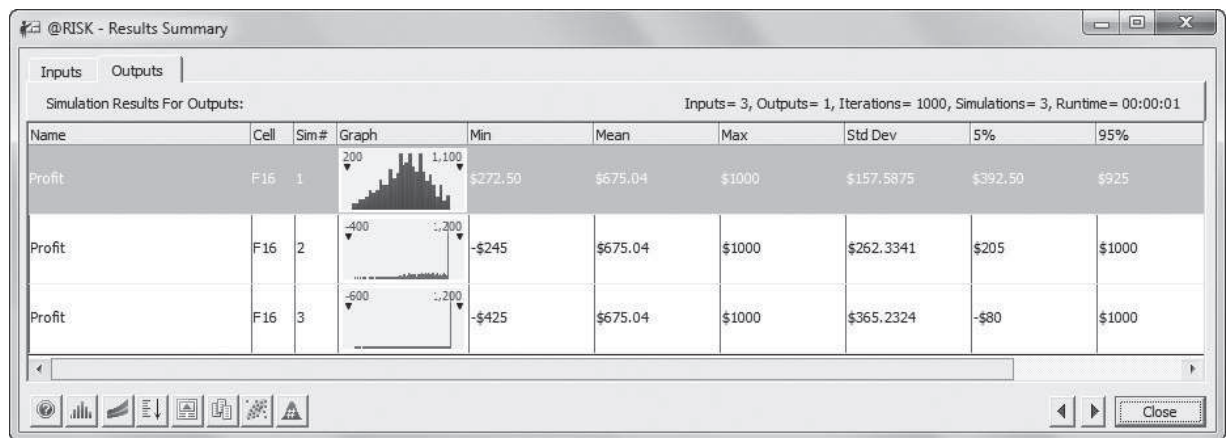 @RISK - Results Summary
Inputs Outputs
Simulation Results For Outputs: Inputs= 3, Outputs= 1, Iterations= 1000, Simulations= 3, Runtime= 00:00:01
Name Cell Sim# Graph Min Mean Max Std Dev 5% 95%
200 1,100
Profit F16 1 $272.50 $675.04 $1000 $157.5875 $392.50 $925
-400 1,200
Profit F16 2 -$245 $675.04 $1000 $262.3341 $205 $1000
-600 1,200
Profit F16 3 -$425 $675.04 $1000 $365.2324 -$80 $1000
Close